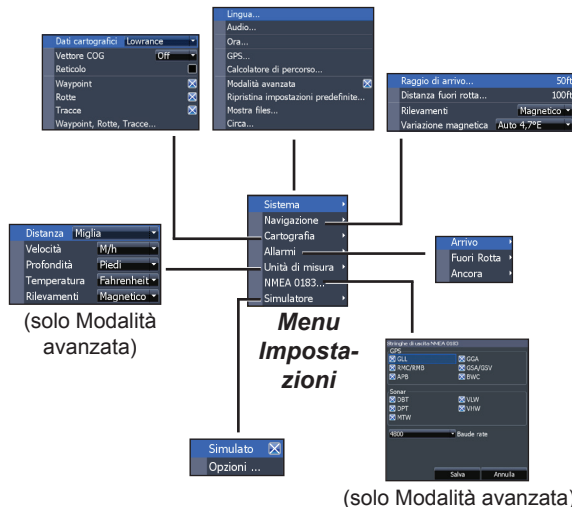 Dati cartografici Lowrance
Vettore COG Off
Reticolo
Waypoint
Rotte
Tracce
Waypoint, Rotte, Tracce...
Lingua...
Audio...
Ora...
GPS...
Calcolatore di percorso...
Modalità avanzata
Ripristina impostazioni predefinite...
Mostra files...
Circa...
Raggio di arrivo... 50ft
Distanza fuori rotta... 100ft
Rilevamenti Magnetico
Variazione magnetica Auto 4,7°E
Sistema
Navigazione
Cartografia
Allarmi
Unità di misura
NMEA 0183...
Simulatore
Menu
Imposta-
zioni
Distanza Miglia
Velocità M/h
Profondità Piedi
Temperatura Fahrenheit
Rilevamenti Magnetico
(solo Modalità
avanzata)
Arrivo
Fuori Rotta
Ancora
Simulato
Opzioni ...
Stringhe di uscita NMEA 0183
GPS
GLL GGA
RMC/RMB GSA/GSV
APB BWC
Sonar
DBT VLW
DPT VHW
MTW
4800 Baude rate
Salva Annulla
(solo Modalità avanzata)